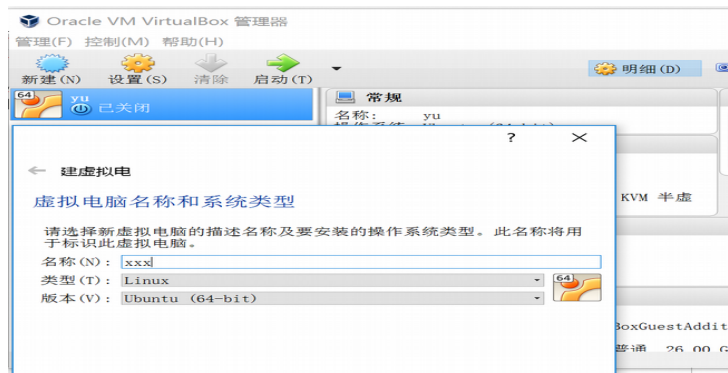 Oracle VM VirtualBox 管理器
管理(F) 控制(M) 帮助(H)
新建(N) 设置(S) 清除 启动(T)
明细(D)
64 yu
已关闭
常规
名称: yu
? ×
← 建虚拟电
虚拟电脑名称和系统类型
KVM 半虚
请选择新虚拟电脑的描述名称及要安装的操作系统类型。此名称将用
于标识此虚拟电脑。
名称(N): xxx
类型(T): Linux
64
版本(V): Ubuntu (64-bit)
BoxGuestAddit
普通 26.00 G